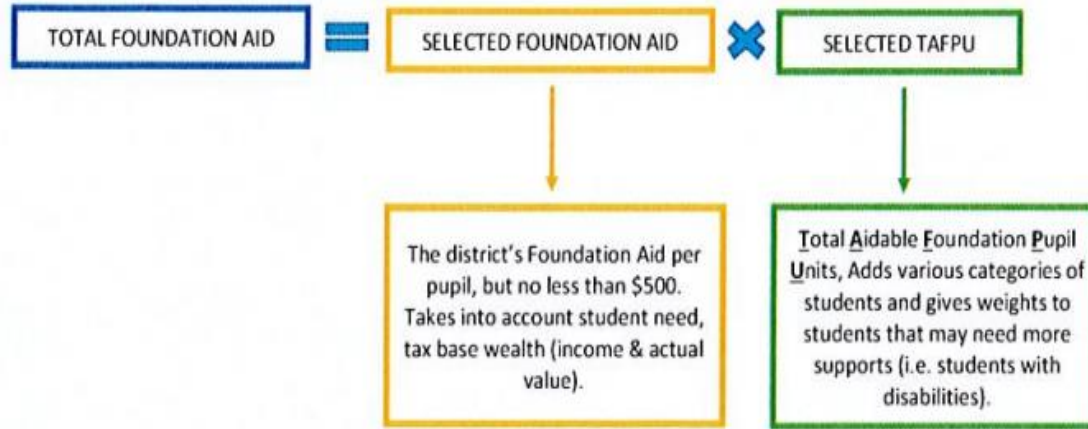 TOTAL FOUNDATION AID
SELECTED FOUNDATION AID
SELECTED TAFPU
The district's Foundation Aid per
pupil, but no less than $500.
Takes into account student need,
tax base wealth (income & actual
value).
Total Aidable Foundation Pupil
Units, Adds various categories of
students and gives weights to
students that may need more
supports (i.e. students with
disabilities).